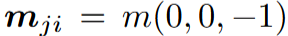 m_{ji} = m(0, 0, −1)